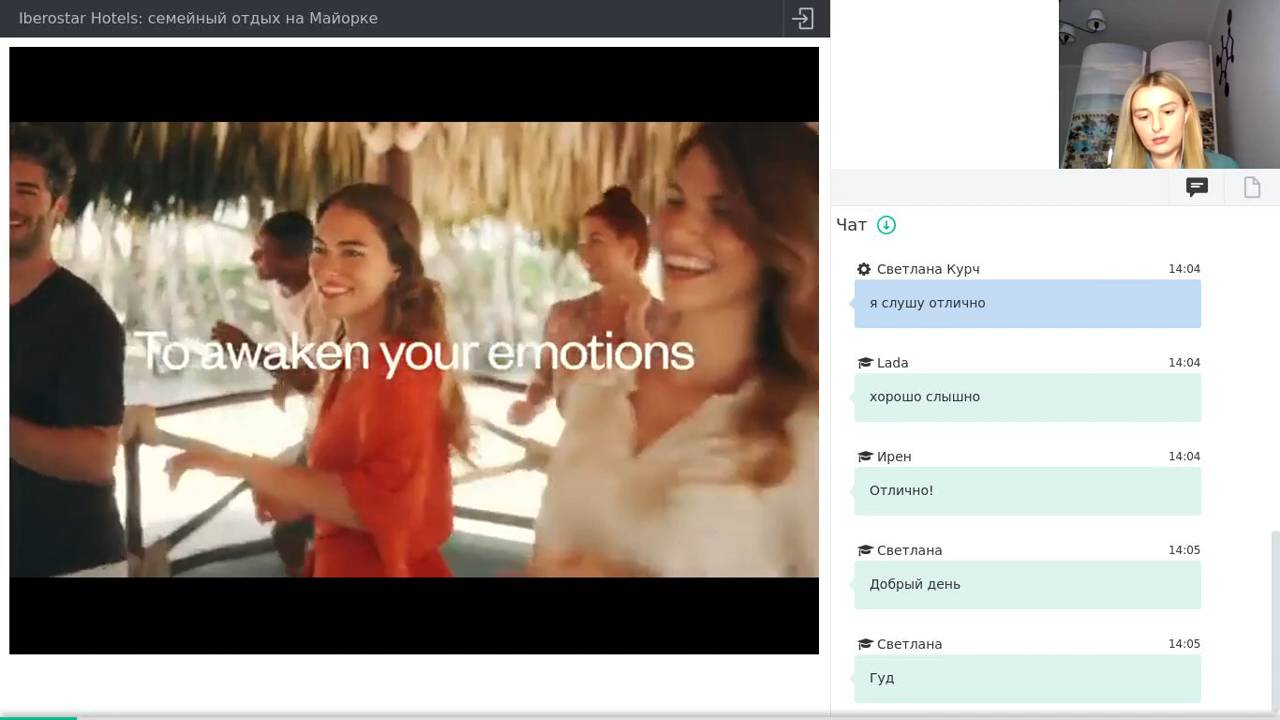 Iberostar Hotels: семейный отдых на Майорке
To awaken your emotions
Чат
Светлана Курч 14:04
я слушу отлично
Lada 14:04
хорошо слышно
Ирен 14:04
Отлично!
Светлана 14:05
Добрый день
Светлана 14:05
Гуд